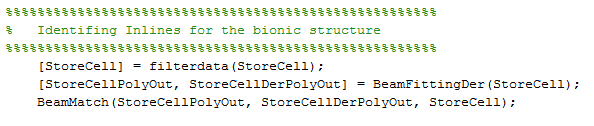 %%%%%%%%%%%%%%%%%%%%%%%%%%%%%%%%%%%%%%%%%%%%%%%%%%%%%%
%   Identifing Inlines for the bionic structure
%%%%%%%%%%%%%%%%%%%%%%%%%%%%%%%%%%%%%%%%%%%%%%%%%%%%%%
    [StoreCell] = filterdata(StoreCell);
    [StoreCellPolyOut, StoreCellDerPolyOut] = BeamFittingDer(StoreCell);
    BeamMatch(StoreCellPolyOut, StoreCellDerPolyOut, StoreCell);